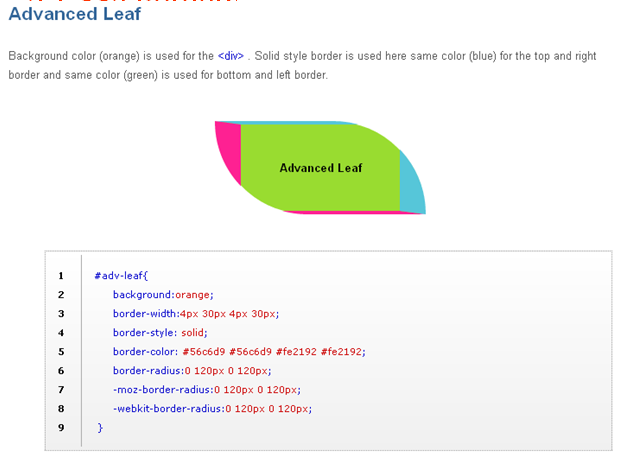 Advanced Leaf
Background color (orange) is used for the <div> . Solid style border is used here same color (blue) for the top and right
border and same color (green) is used for bottom and left border.
Advanced Leaf
1 #adv-leaf{
2 background:orange;
3 border-width:4px 30px 4px 30px;
4 border-style: solid;
5 border-color: #56c6d9 #56c6d9 #fe2192 #fe2192;
6 border-radius:0 120px 0 120px;
7 -moz-border-radius:0 120px 0 120px;
8 -webkit-border-radius:0 120px 0 120px;
9 }